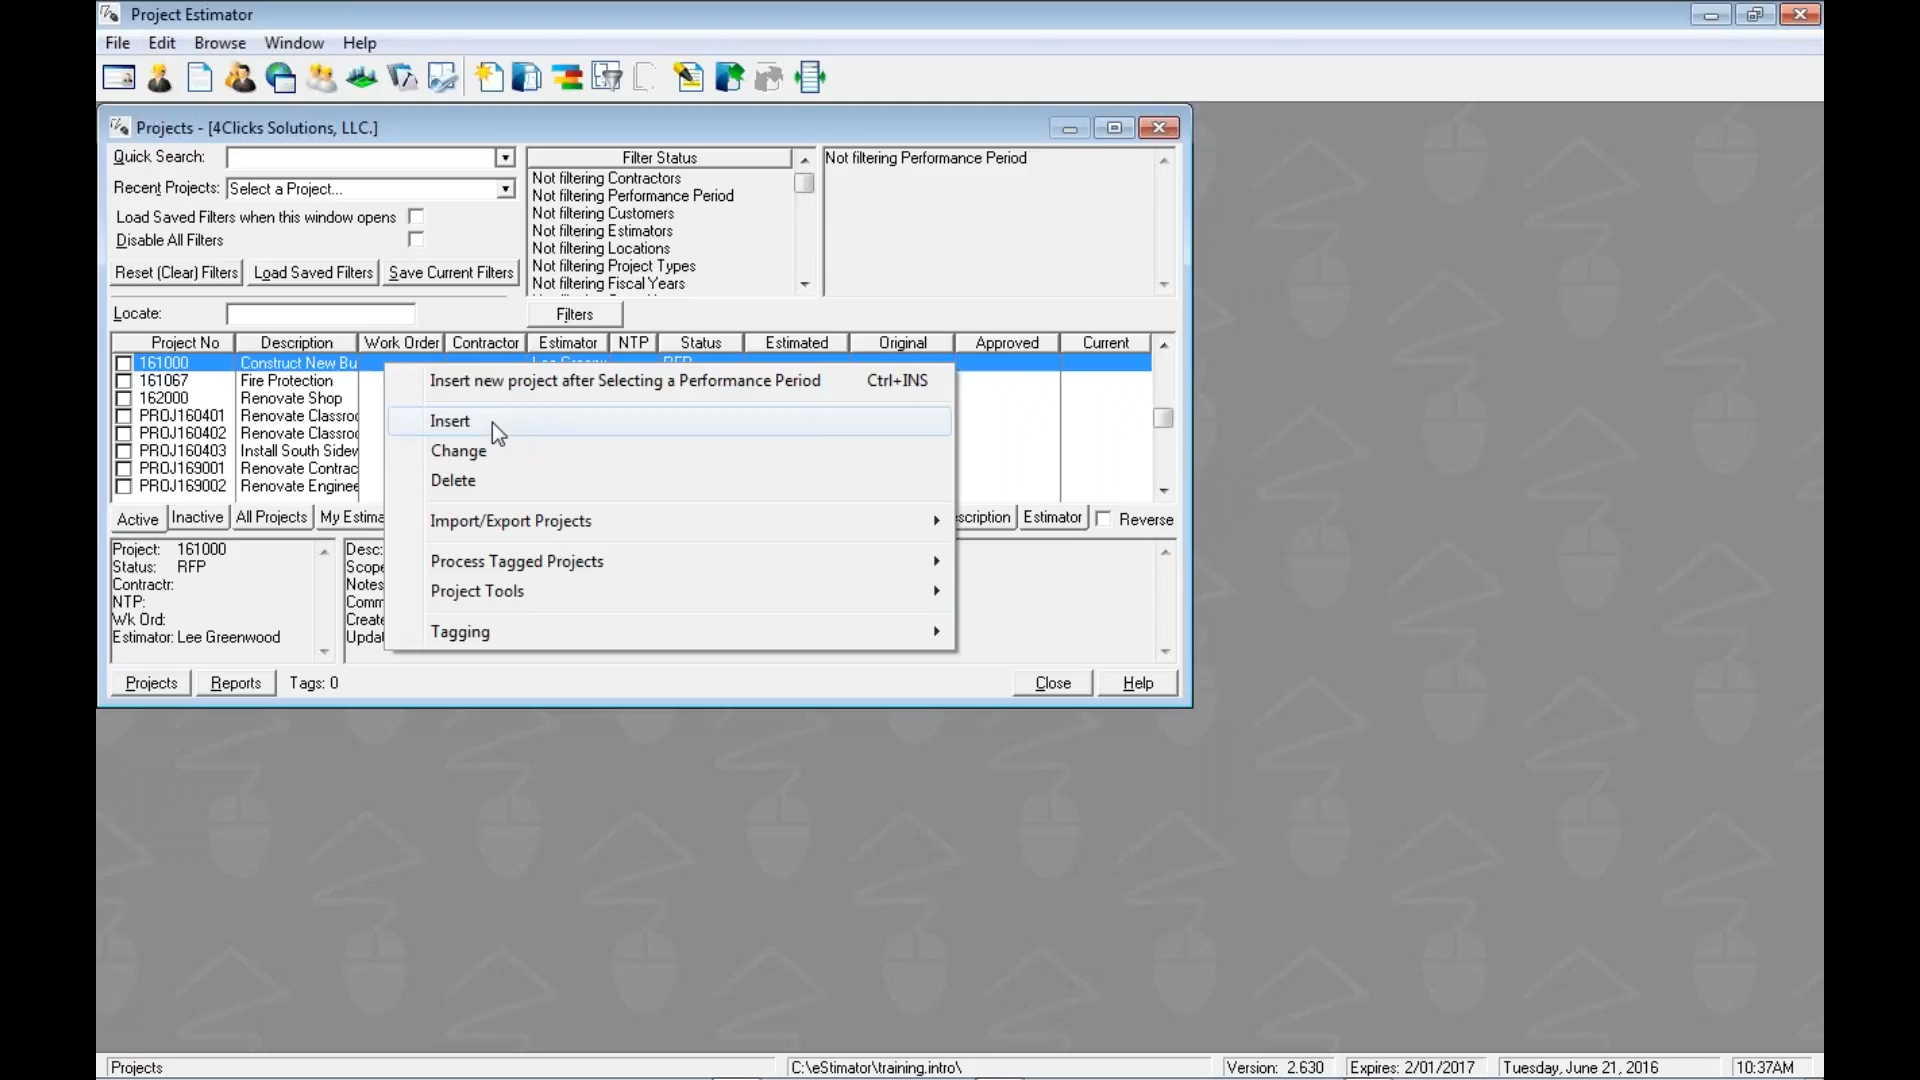 Project Estimator
File Edit Browse Window Help
Projects - [4Clicks Solutions, LLC.]
Quick Search:
Recent Projects: Select a Project...
Load Saved Filters when this window opens
Disable All Filters
Reset (Clear) Filters Load Saved Filters Save Current Filters
Filter Status
Not filtering Contractors
Not filtering Performance Period
Not filtering Customers
Not filtering Estimators
Not filtering Locations
Not filtering Project Types
Not filtering Fiscal Years
Not filtering Performance Period
Locate:
Filters
Project No Description Work Order Contractor Estimator NTP Status Estimated Original Approved Current
161000 Construct New Bu
161067 Fire Protection
162000 Renovate Shop
PROJ160401 Renovate Classroo
PROJ160402 Renovate Classroo
PROJ160403 Install South Sidew
PROJ169001 Renovate Contrac
PROJ169002 Renovate Enginee
Insert new project after Selecting a Performance Period Ctrl+INS
Insert
Change
Delete
Import/Export Projects
Process Tagged Projects
Project Tools
Tagging
Active Inactive All Projects My Estima
scription Estimator Reverse
Project: 161000
Status: RFP
Contractr:
NTP:
Wk Ord:
Estimator: Lee Greenwood
Desc:
Scope
Notes
Comm
Create
Updat
Projects Reports Tags: 0 Close Help
Projects C:\eStimator\training.intro\ Version: 2.630 Expires: 2/01/2017 Tuesday, June 21, 2016 10:37AM